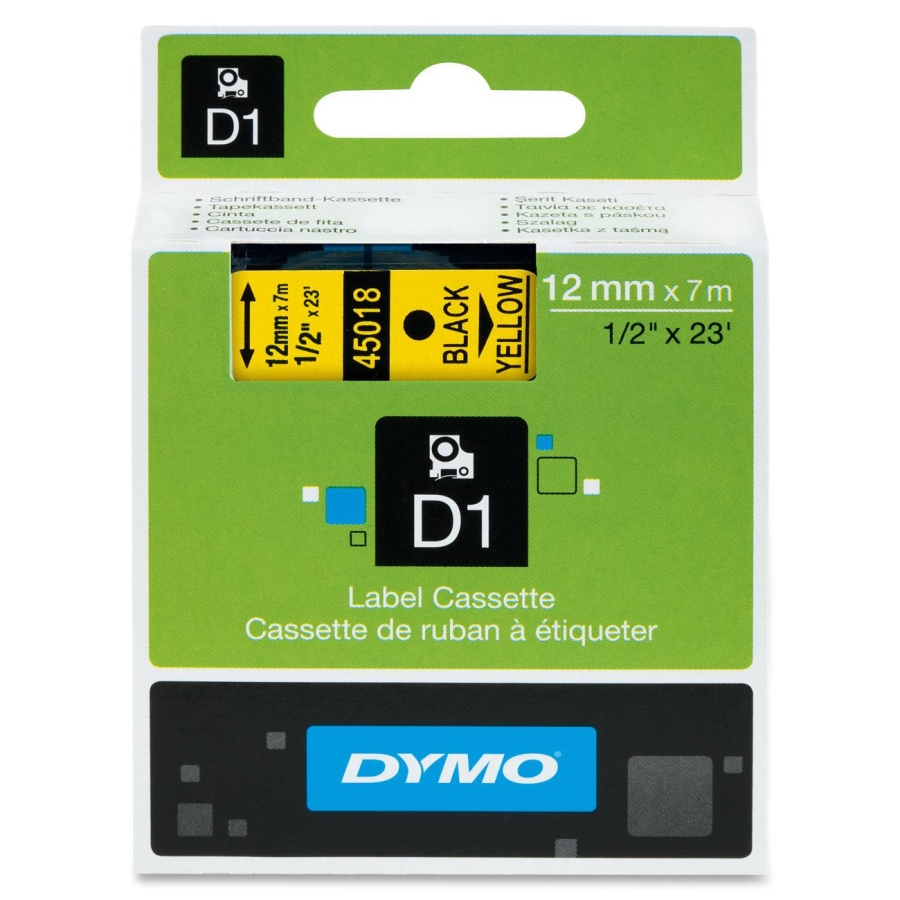 D1
• Schriftband-Kassette
• Tapekassett
• Cinta
• Cassette de fita
• Cartuccia nastro
• Şerit Kaseti
• Ταινία σε κασέτα
• Kazeta s páskou
• Szalag
• Kasetka z taśmą
12mm x 7m
1/2" x 23'
45018
BLACK
YELLOW
12 mm x 7m
1/2" x 23'
D1
Label Cassette
Cassette de ruban à étiqueter
DYMO®